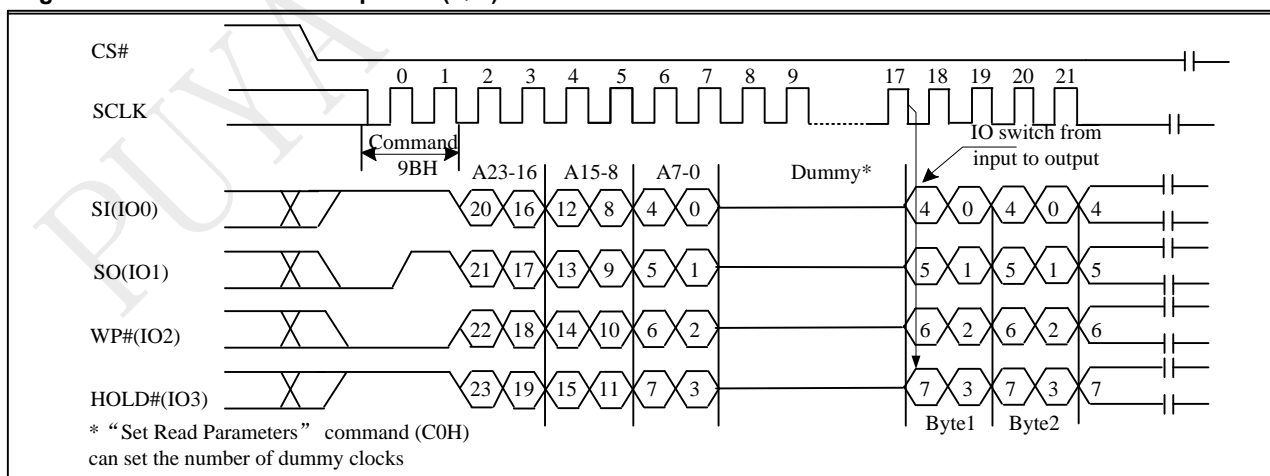 PUYA
CS#
0 1 2 3 4 5 6 7 8 9 17 18 19 20 21
SCLK
Command
9BH
IO switch from
input to output
A23-16 A15-8 A7-0 Dummy*
SI(IO0) 20 16 12 8 4 0 4 0 4 0 4
SO(IO1) 21 17 13 9 5 1 5 1 5 1 5
WP#(IO2) 22 18 14 10 6 2 6 2 6 2 6
HOLD#(IO3) 23 19 15 11 7 3 7 3 7 3 7
Byte1 Byte2
* “Set Read Parameters” command (C0H)
can set the number of dummy clocks